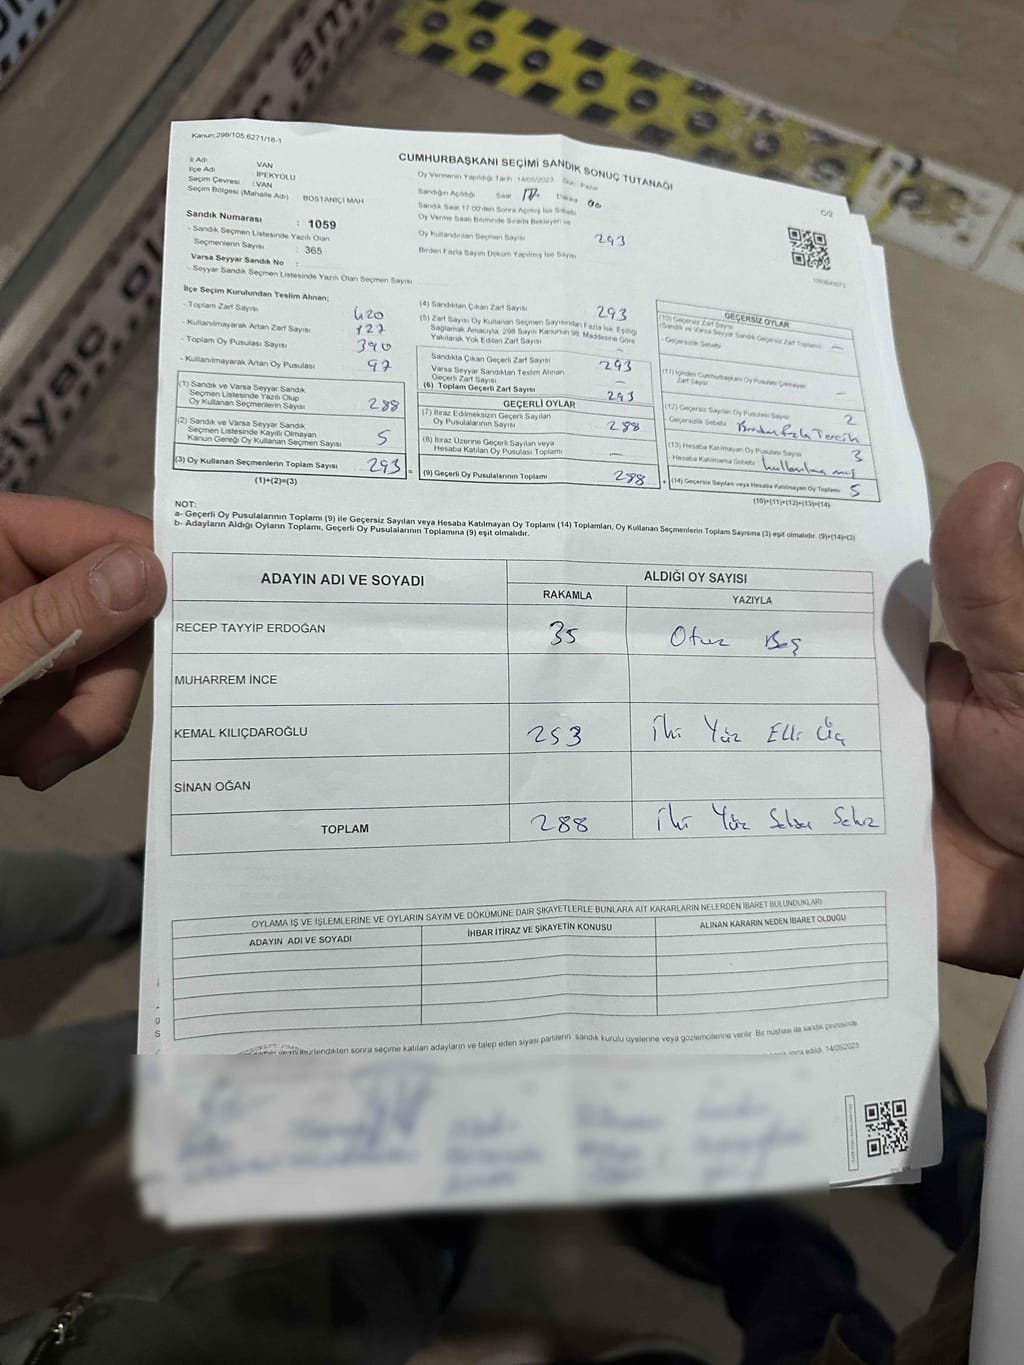 Kanun:298/105,6271/18-1
CUMHURBAŞKANI SEÇİMİ SANDIK SONUÇ TUTANAĞI
İl Adı : VAN
İlçe Adı : İPEKYOLU
Seçim Çevresi : VAN
Seçim Bölgesi (Mahalle Adı) BOSTANİÇİ MAH
Sandık Numarası : 1059
- Sandık Seçmen Listesinde Yazılı Olan
Seçmenlerin Sayısı : 365
Varsa Seyyar Sandık No :
- Seyyar Sandık Seçmen Listesinde Yazılı Olan Seçmen Sayısı
Oy Vermenin Yapıldığı Tarih 14/05/2023 Gün Pazar
Sandığın Açıldığı Saat 17 Dakika 00
Sandık Saat 17:00'den Sonra Açılmış İse Sebebi
Oy Verme Saati Bitiminde Sırada Bekleyen ve
Oy Kullandırılan Seçmen Sayısı 293
Birden Fazla Sayım Döküm Yapılmış İse Sayısı
C/2
İlçe Seçim Kurulundan Teslim Alınan;
- Toplam Zarf Sayısı 420
- Kullanılmayarak Artan Zarf Sayısı 127
- Toplam Oy Pusulası Sayısı 390
- Kullanılmayarak Artan Oy Pusulası 97
(1) Sandık ve Varsa Seyyar Sandık
Seçmen Listesinde Yazılı Olup
Oy Kullanan Seçmenlerin Sayısı 288
(2) Sandık ve Varsa Seyyar Sandık
Seçmen Listesinde Kayıtlı Olmayan
Kanun Gereği Oy Kullanan Seçmen Sayısı 5
(3) Oy Kullanan Seçmenlerin Toplam Sayısı 293 =
(1)+(2)=(3)
(4) Sandıktan Çıkan Zarf Sayısı 293
(5) Zarf Sayısı Oy Kullanan Seçmen Sayısından Fazla İse, Eşitliği
Sağlamak Amacıyla, 298 Sayılı Kanunun 98. Maddesine Göre
Yakılarak Yok Edilen Zarf Sayısı –
Sandıkta Çıkan Geçerli Zarf Sayısı 293
Varsa Seyyar Sandıktan Teslim Alınan
Geçerli Zarf Sayısı –
(6) Toplam Geçerli Zarf Sayısı 293
GEÇERLİ OYLAR
(7) İtiraz Edilmeksizin Geçerli Sayılan
Oy Pusulalarının Sayısı 288
(8) İtiraz Üzerine Geçerli Sayılan veya
Hesaba Katılan Oy Pusulası Toplamı –
(9) Geçerli Oy Pusulalarının Toplamı 288 +
GEÇERSİZ OYLAR
(10) Geçersiz Zarf Sayısı
(Sandık ve Varsa Seyyar Sandık Geçersiz Zarf Toplamı) –
- Geçersizlik Sebebi
(11) İçinden Cumhurbaşkanı Oy Pusulası Çıkmayan
Zarf Sayısı –
(12) Geçersiz Sayılan Oy Pusulası Sayısı 2
Geçersizlik Sebebi Birden fazla Tercih
(13) Hesaba Katılmayan Oy Pusulası Sayısı 3
Hesaba Katılmama Sebebi kullanılmamış
(14) Geçersiz Sayılan veya Hesaba Katılmayan Oy Toplamı 5
(10)+(11)+(12)+(13)=(14)
NOT:
a- Geçerli Oy Pusulalarının Toplamı (9) ile Geçersiz Sayılan veya Hesaba Katılmayan Oy Toplamı (14) Toplamları, Oy Kullanan Seçmenlerin Toplam Sayısına (3) eşit olmalıdır. (9)+(14)=(3)
b- Adayların Aldığı Oyların Toplamı, Geçerli Oy Pusulalarının Toplamına (9) eşit olmalıdır.
ADAYIN ADI VE SOYADI ALDIĞI OY SAYISI
RAKAMLA YAZIYLA
RECEP TAYYİP ERDOĞAN 35 Otuz Beş
MUHARREM İNCE
KEMAL KILIÇDAROĞLU 253 İki Yüz Elli Üç
SİNAN OĞAN
TOPLAM 288 İki Yüz Seksen Sekiz
OYLAMA İŞ VE İŞLEMLERİNE VE OYLARIN SAYIM VE DÖKÜMÜNE DAİR ŞİKAYETLERLE BUNLARA AİT KARARLARIN NELERDEN İBARET BULUNDUKLARI
ADAYIN ADI VE SOYADI İHBAR İTİRAZ VE ŞİKAYETİN KONUSU ALINAN KARARIN NEDEN İBARET OLDUĞU
sonra seçime katılan adayların ve talep eden siyasi partilerin sandık kurulu üyelerine veya gözlemcilerine verilir. Bir nüshası da sandık çevresinde
imza edildi. 14/05/2023